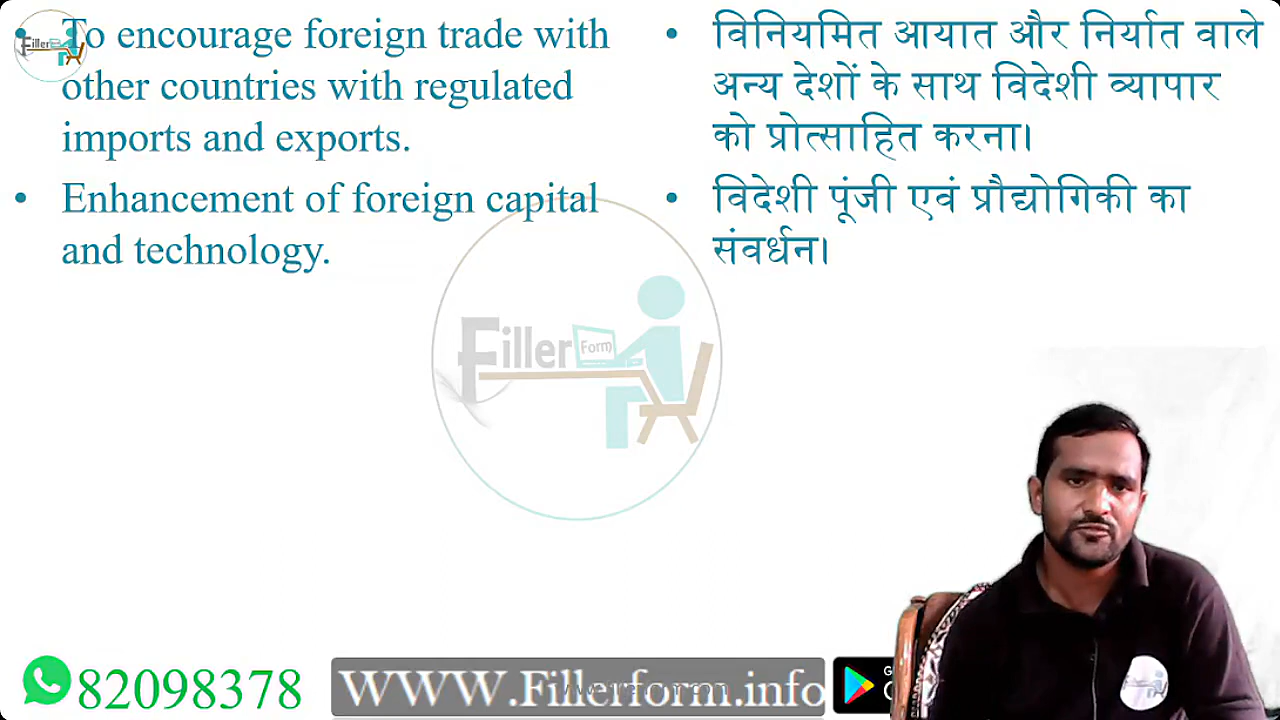 To encourage foreign trade with
other countries with regulated
imports and exports.
Enhancement of foreign capital
and technology.
विनियमित आयात और निर्यात वाले
अन्य देशों के साथ विदेशी व्यापार
को प्रोत्साहित करना।
विदेशी पूंजी एवं प्रौद्योगिकी का
संवर्धन।
Filler
Form
82098378
WWW.Fillerform.info